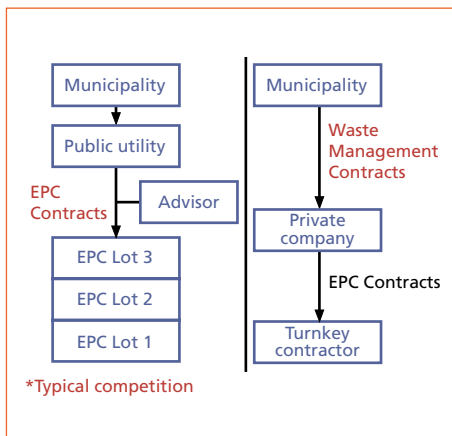 Municipality
Public utility
EPC
Contracts
Advisor
EPC Lot 3
EPC Lot 2
EPC Lot 1
*Typical competition
Municipality
Waste
Management
Contracts
Private
company
EPC Contracts
Turnkey
contractor